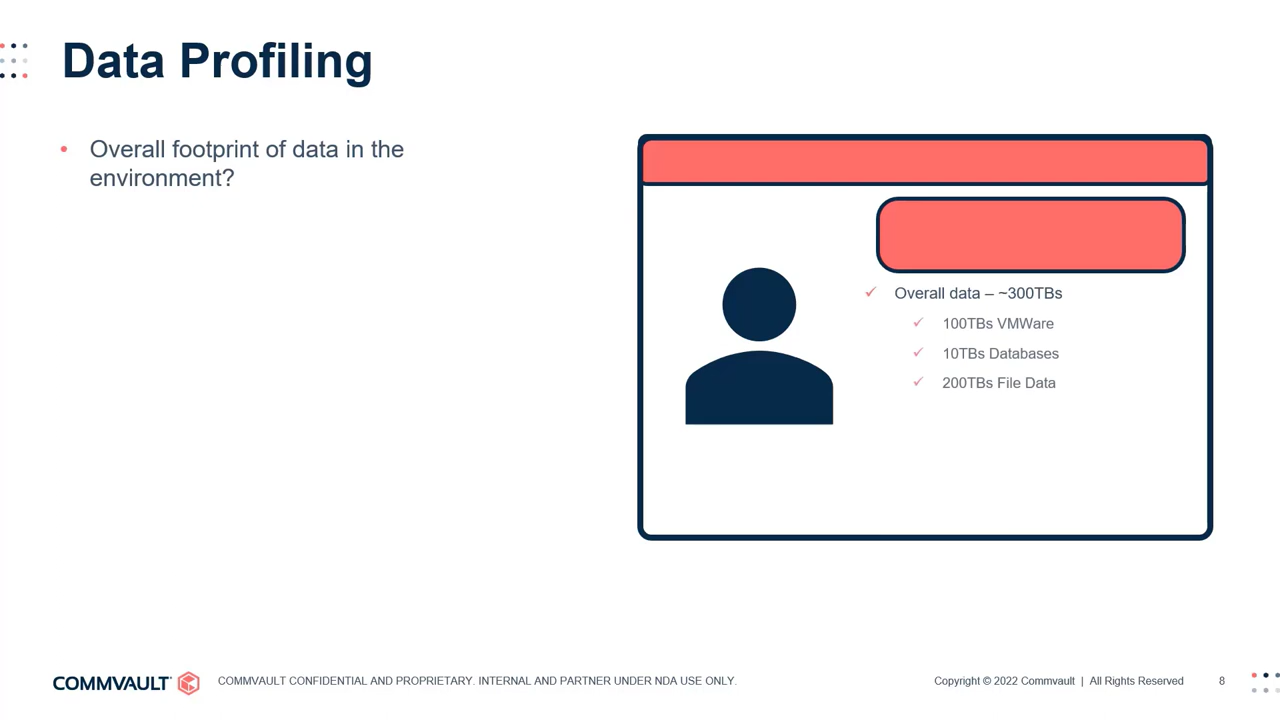 Data Profiling
• Overall footprint of data in the
environment?
✓ Overall data – ~300TBs
✓ 100TBs VMWare
✓ 10TBs Databases
✓ 200TBs File Data
COMMVAULT
COMMVAULT CONFIDENTIAL AND PROPRIETARY. INTERNAL AND PARTNER UNDER NDA USE ONLY.
Copyright © 2022 Commvault | All Rights Reserved
8